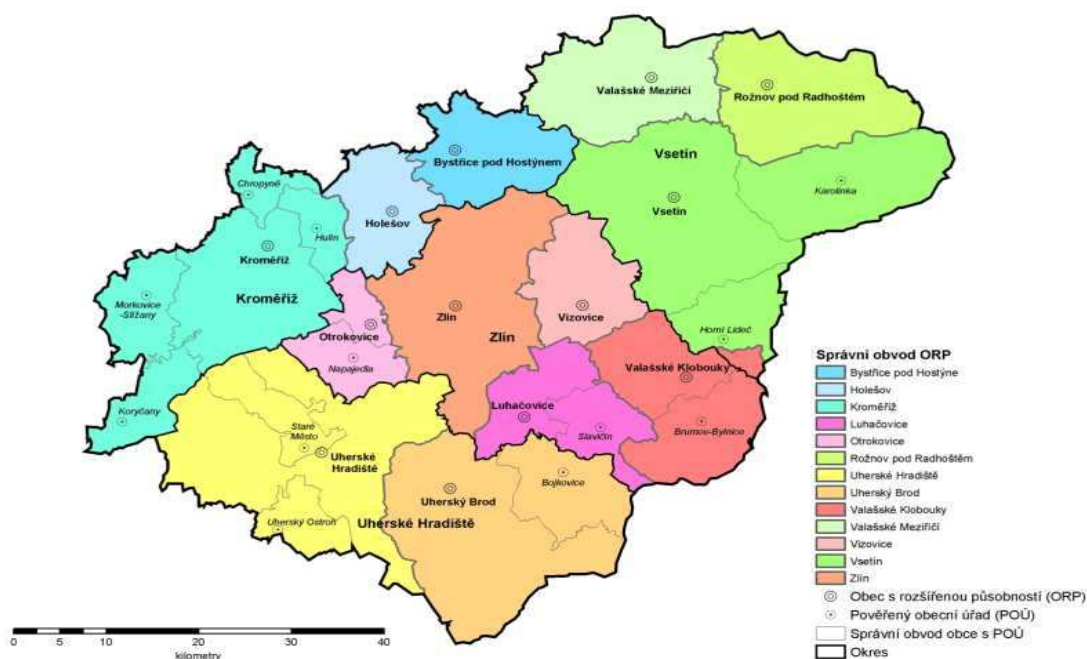 Valašské Meziříčí
Rožnov pod Radhoštěm
Bystřice pod Hostýnem
Vsetín
Karolinka
Chropyně
Vsetín
Holešov
Hulín
Kroměříž
Morkovice
-Slížany
Kroměříž
Zlín
Vizovice
Otrokovice
Zlín
Horní Lideč
Napajedla
Valašské Klobouky
Koryčany
Luhačovice
Staré
Město
Slavičín
Brumov-Bylnice
Uherské
Hradiště
Bojkovice
Uherský Brod
Uherský Ostroh
Uherské Hradiště
Správní obvod ORP
Bystřice pod Hostýne
Holešov
Kroměříž
Luhačovice
Otrokovice
Rožnov pod Radhoštěm
Uherské Hradiště
Uherský Brod
Valašské Klobouky
Valašské Meziříčí
Vizovice
Vsetín
Zlín
Obec s rozšířenou působností (ORP)
Pověřený obecní úřad (POÚ)
Správní obvod obce s POÚ
Okres
0 5 10 20 30 40
kilometry